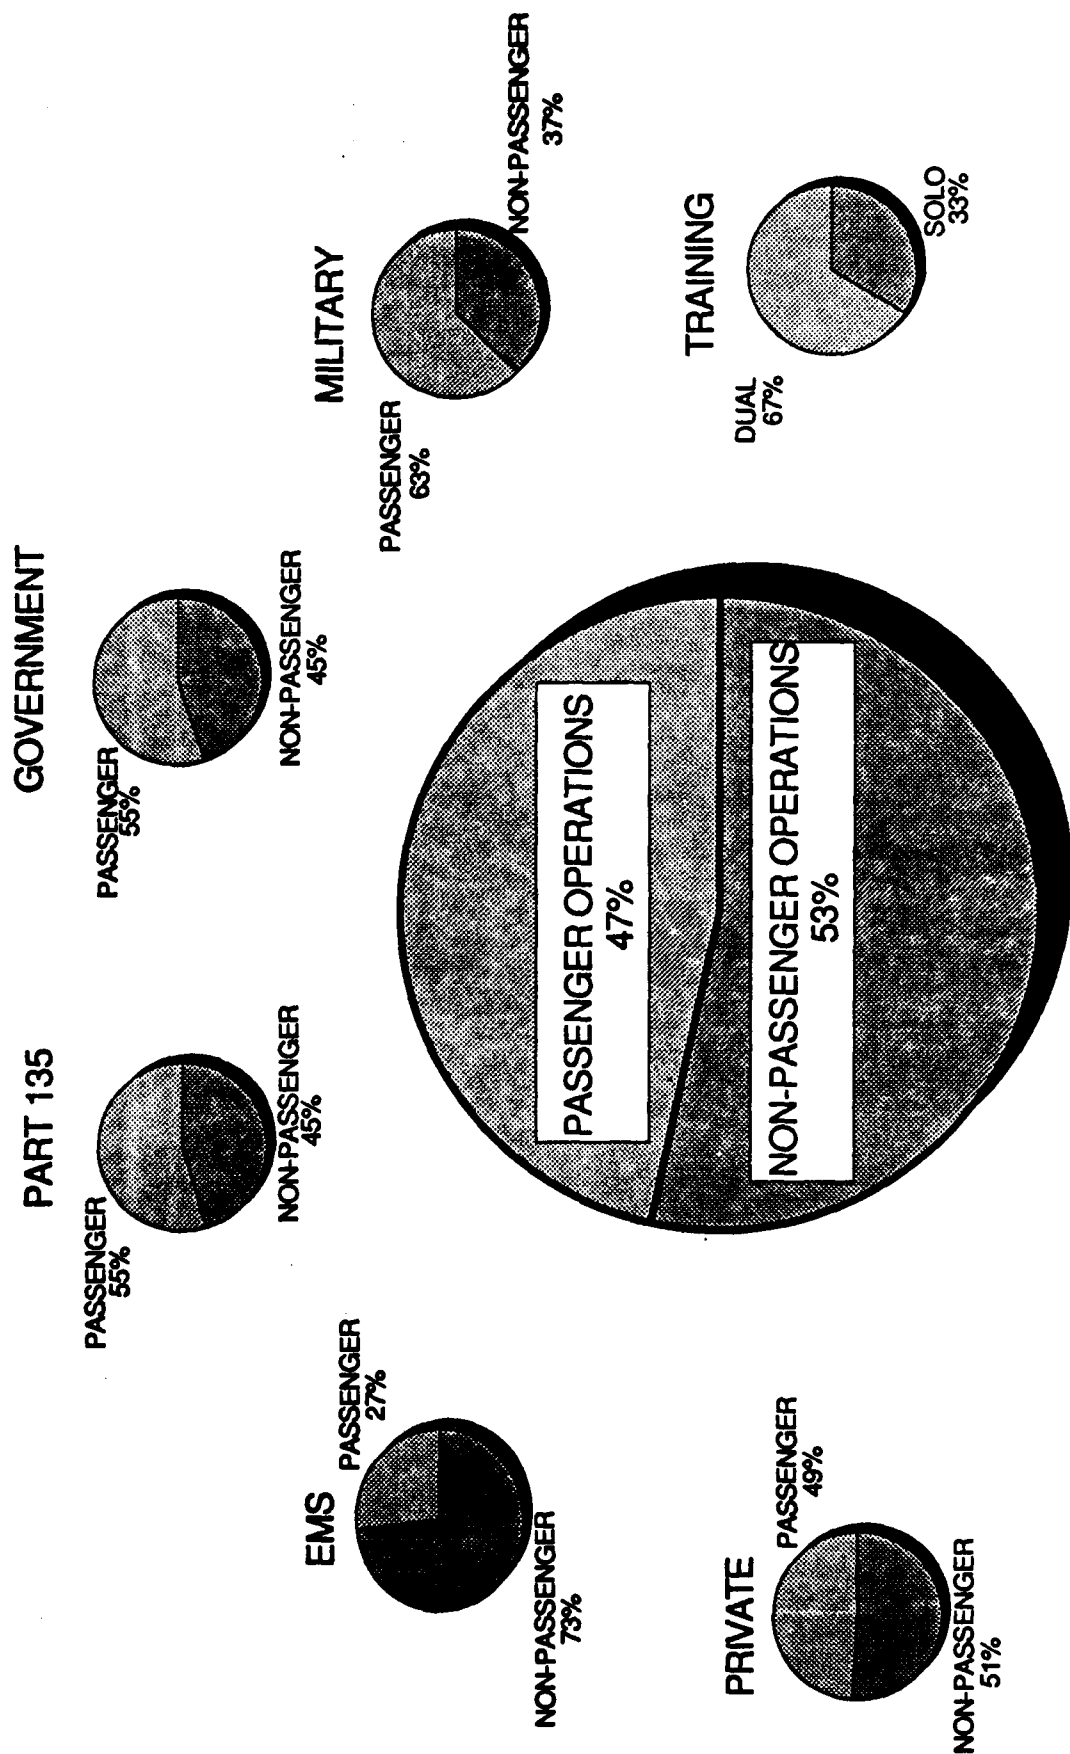 PART 135
PASSENGER
55%
NON-PASSENGER
45%
GOVERNMENT
PASSENGER
55%
NON-PASSENGER
45%
EMS
PASSENGER
27%
NON-PASSENGER
73%
MILITARY
PASSENGER
63%
NON-PASSENGER
37%
PASSENGER OPERATIONS
47%
NON-PASSENGER OPERATIONS
53%
PRIVATE
PASSENGER
49%
NON-PASSENGER
51%
TRAINING
DUAL
67%
SOLO
33%